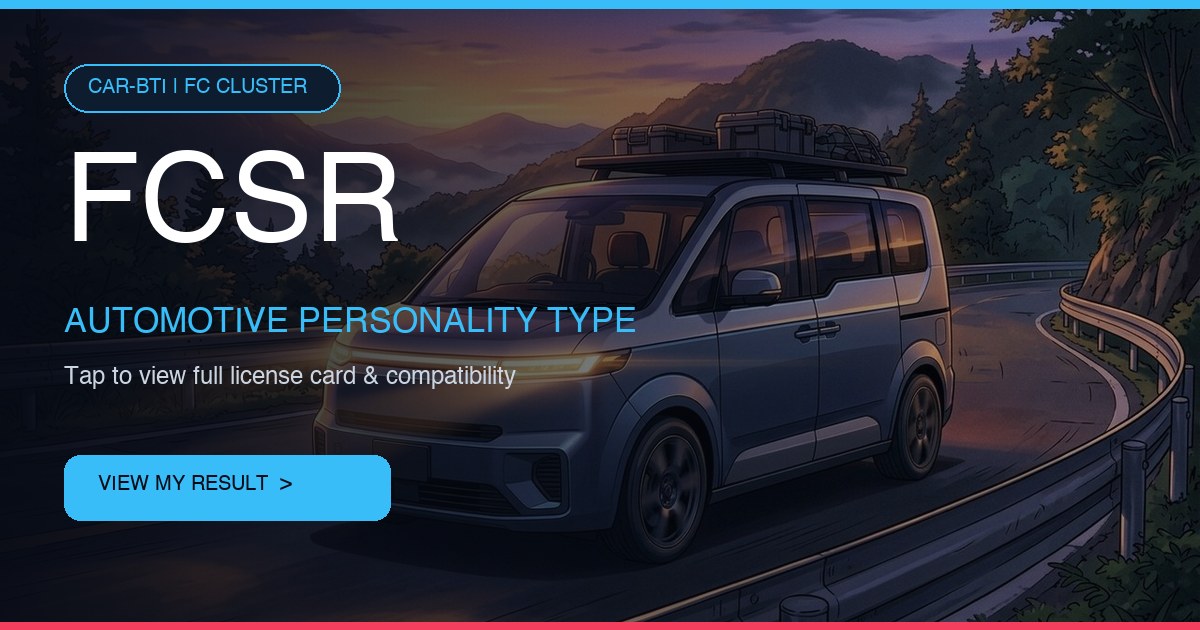 CAR-BTI | FC CLUSTER
FCSR
AUTOMOTIVE PERSONALITY TYPE
Tap to view full license card & compatibility
VIEW MY RESULT >